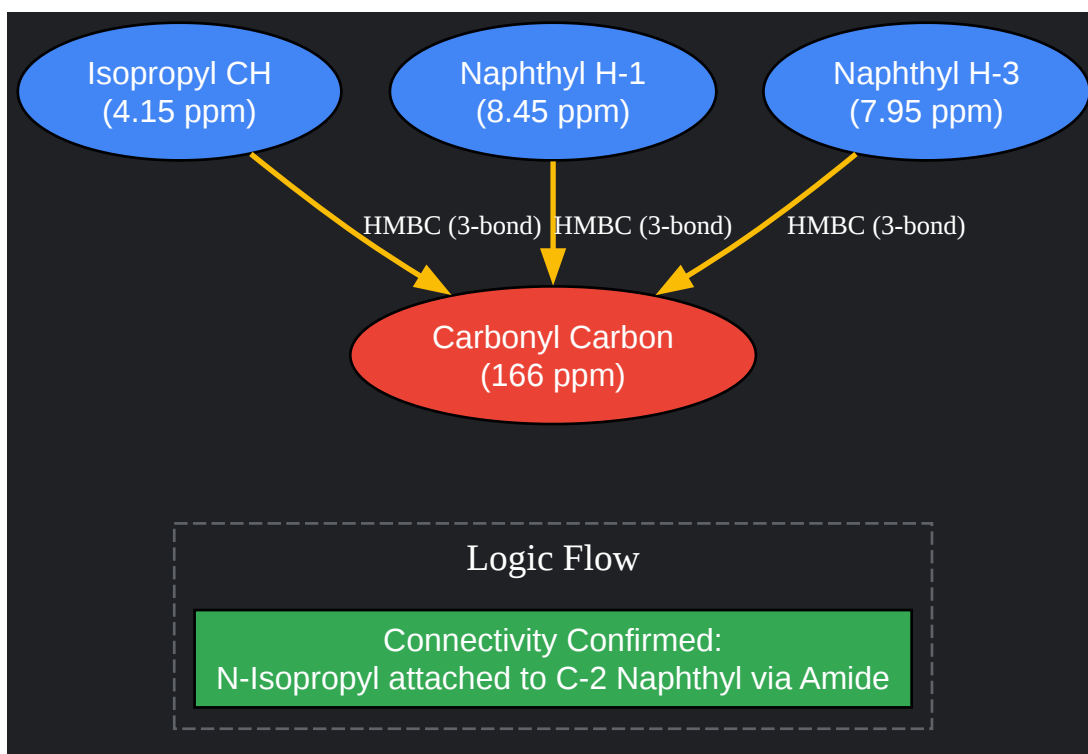 Isopropyl CH
(4.15 ppm)
Naphthyl H-1
(8.45 ppm)
Naphthyl H-3
(7.95 ppm)
HMBC (3-bond)
HMBC (3-bond)
HMBC (3-bond)
Carbonyl Carbon
(166 ppm)
Logic Flow
Connectivity Confirmed:
N-Isopropyl attached to C-2 Naphthyl via Amide